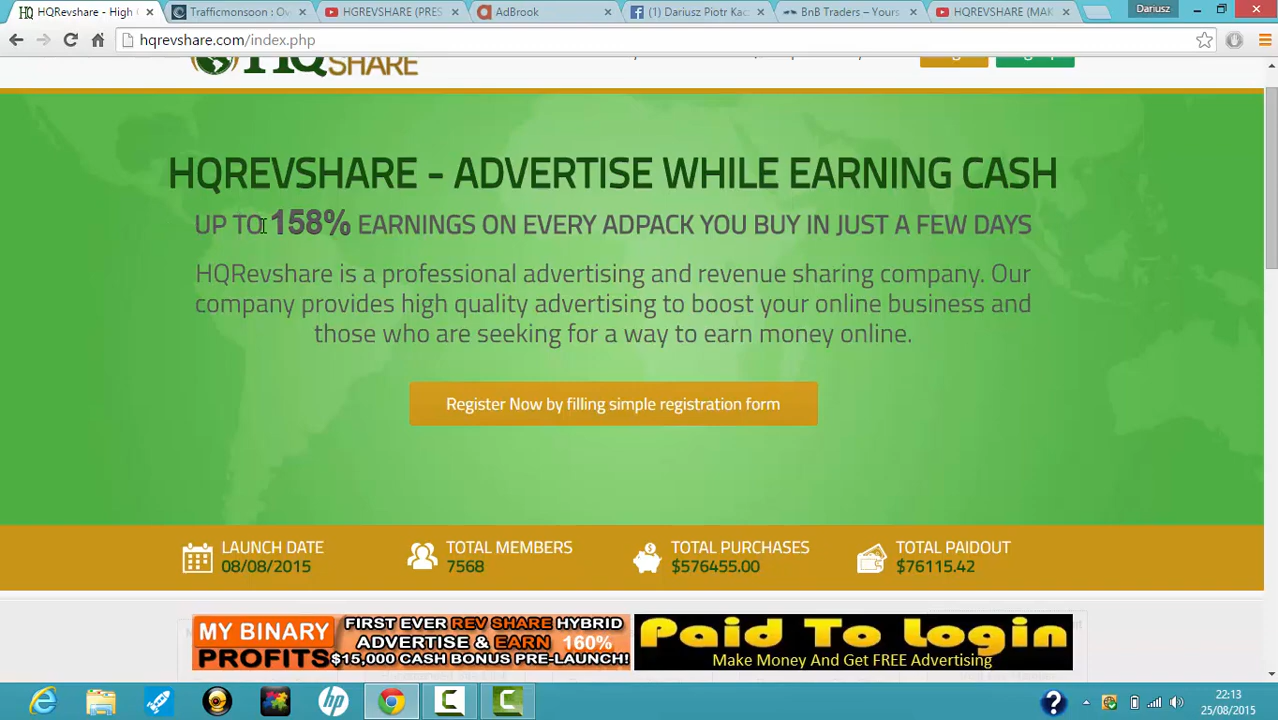 HQRevshare - High
Trafficmonsoon : Ov
HGREVSHARE (PRES
AdBrook
(1) Dariusz Piotr Kac
BnB Traders – Yours
HQREVSHARE (MAK
Dariusz
hqrevshare.com/index.php
HQ SHARE
HQREVSHARE - ADVERTISE WHILE EARNING CASH
UP TO 158% EARNINGS ON EVERY ADPACK YOU BUY IN JUST A FEW DAYS
HQRevshare is a professional advertising and revenue sharing company. Our
company provides high quality advertising to boost your online business and
those who are seeking for a way to earn money online.
Register Now by filling simple registration form
LAUNCH DATE
08/08/2015
TOTAL MEMBERS
7568
TOTAL PURCHASES
$576455.00
TOTAL PAIDOUT
$76115.42
MY BINARY
PROFITS
FIRST EVER REV SHARE HYBRID
ADVERTISE & EARN 160%
$15,000 CASH BONUS PRE-LAUNCH!
Paid To Login
Make Money And Get FREE Advertising
22:13
25/08/2015